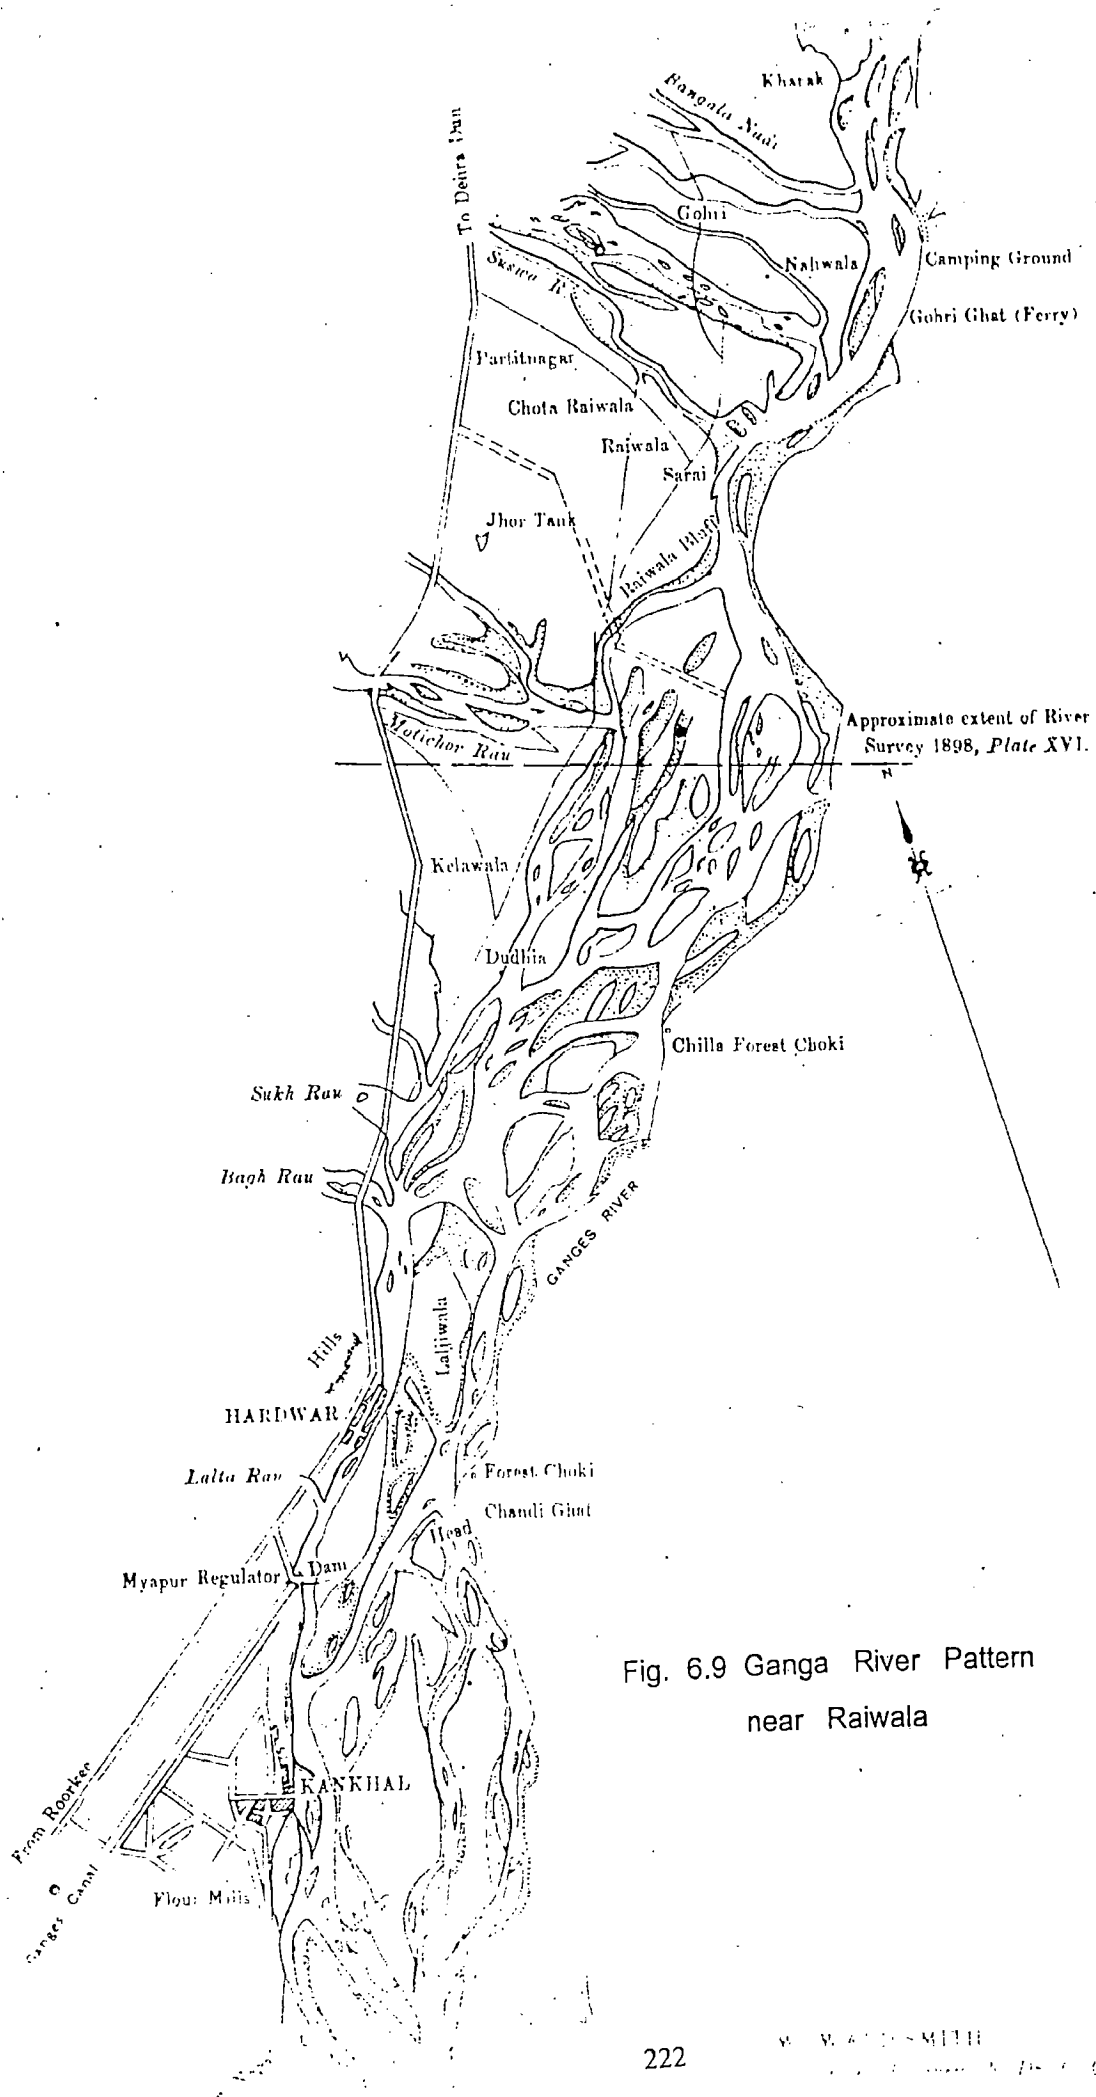 Kharak
Bangala Nadi
To Dehra Dun
Gohri
Suswa R.
Nahwala
Camping Ground
Gohri Ghat (Ferry)
Partitnagar
Chota Raiwala
Raiwala
Sarai
Jhor Tank
Raiwala Bluff
Motichor Rau
Approximate extent of River
Survey 1898, Plate XVI.
N
Kelawala
Dudhia
Chilla Forest Choki
Sukh Rau
Bagh Rau
GANGES RIVER
Laljiwala
Hills
HARDWAR
Lalta Rau
Forest Choki
Chandi Ghat
Head
Myapur Regulator
Dam
Fig. 6.9 Ganga River Pattern
near Raiwala
KANKHAL
From Roorkee
Ganges Canal
Flour Mills
222
SMITH